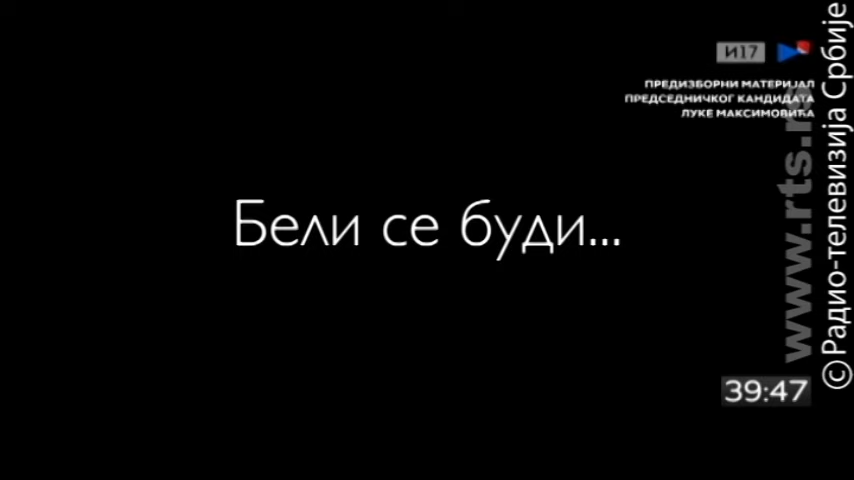 И17
ПРЕДИЗБОРНИ МАТЕРИЈАЛ
ПРЕДСЕДНИЧКОГ КАНДИДАТА
ЛУКЕ МАКСИМОВИЋА
Бели се буди...
39:47
www.rts.rs
©Радио-телевизија Србије